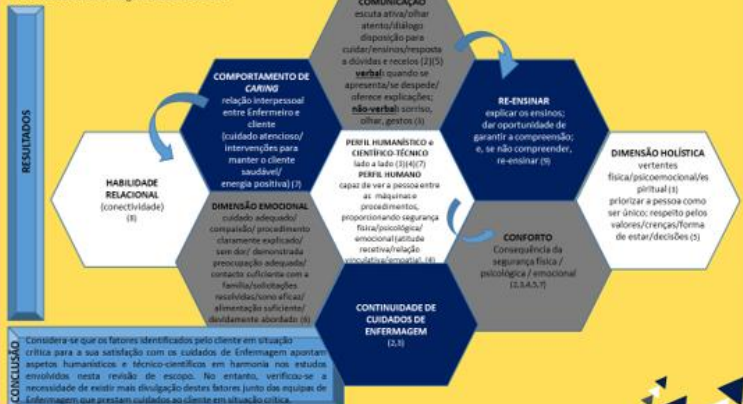 COMUNICAÇÃO
escuta ativa/olhar
atento/diálogo
disposição para
cuidar/ensinos/resposta
a dúvidas e receios (2)(5)
verbal: quando se
apresenta/se despede/
oferece explicações;
não-verbal: sorriso,
olhar, gestos (3)
COMPORTAMENTO DE
CARING
relação interpessoal
entre Enfermeiro e
cliente
(cuidado atencioso/
intervenções para
manter o cliente
saudável/
energia positiva) (7)
RE-ENSINAR
explicar os ensinos;
dar oportunidade de
garantir a compreensão;
e, se não compreender,
re-ensinar (9)
RESULTADOS
HABILIDADE
RELACIONAL
(conectividade)
(8)
PERFIL HUMANÍSTICO e
CIENTÍFICO-TÉCNICO
lado a lado (1)(4)(7)
PERFIL HUMANO
capaz de ver a pessoa entre
as máquinas e
procedimentos,
proporcionando segurança
física/psicológica/
emocional(atitude
recetiva/relação
vinculativa/empatia). (4)
DIMENSÃO HOLÍSTICA
vertentes
física/psicoemocional/es
piritual (3)
priorizar a pessoa como
ser único; respeito pelos
valores/crenças/forma
de estar/decisões (5)
DIMENSÃO EMOCIONAL
cuidado adequado/
compaixão/ procedimento
claramente explicado/
sem dor/ demonstrada
preocupação adequada/
contacto suficiente com a
família/solicitações
resolvidas/sono eficaz/
alimentação suficiente/
devidamente abordado (6)
CONFORTO
Consequência da
segurança física /
psicológica / emocional
(2,3,4,5,7)
CONTINUIDADE DE
CUIDADOS DE
ENFERMAGEM
(2,3)
CONCLUSÃO
Considera-se que os fatores identificados pelo cliente em situação
crítica para a sua satisfação com os cuidados de Enfermagem apontam
aspetos humanísticos e técnico-científicos em harmonia nos estudos
envolvidos nesta revisão de escopo. No entanto, verificou-se a
necessidade de existir mais divulgação destes fatores junto das equipas de
Enfermagem que prestam cuidados ao cliente em situação crítica.